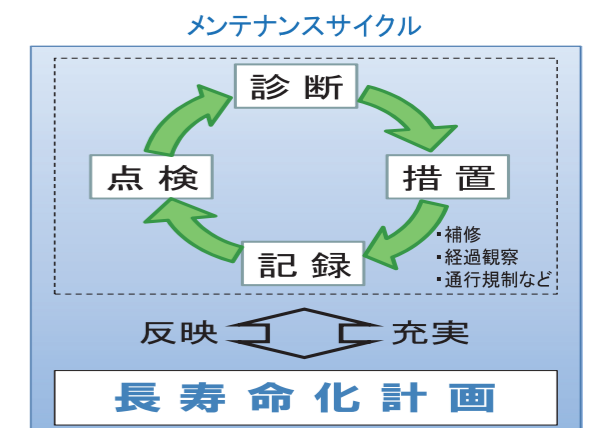 メンテナンスサイクル
診断
点検
措置
記録
▪補修
▪経過観察
▪通行規制など
反映
充実
長寿命化計画